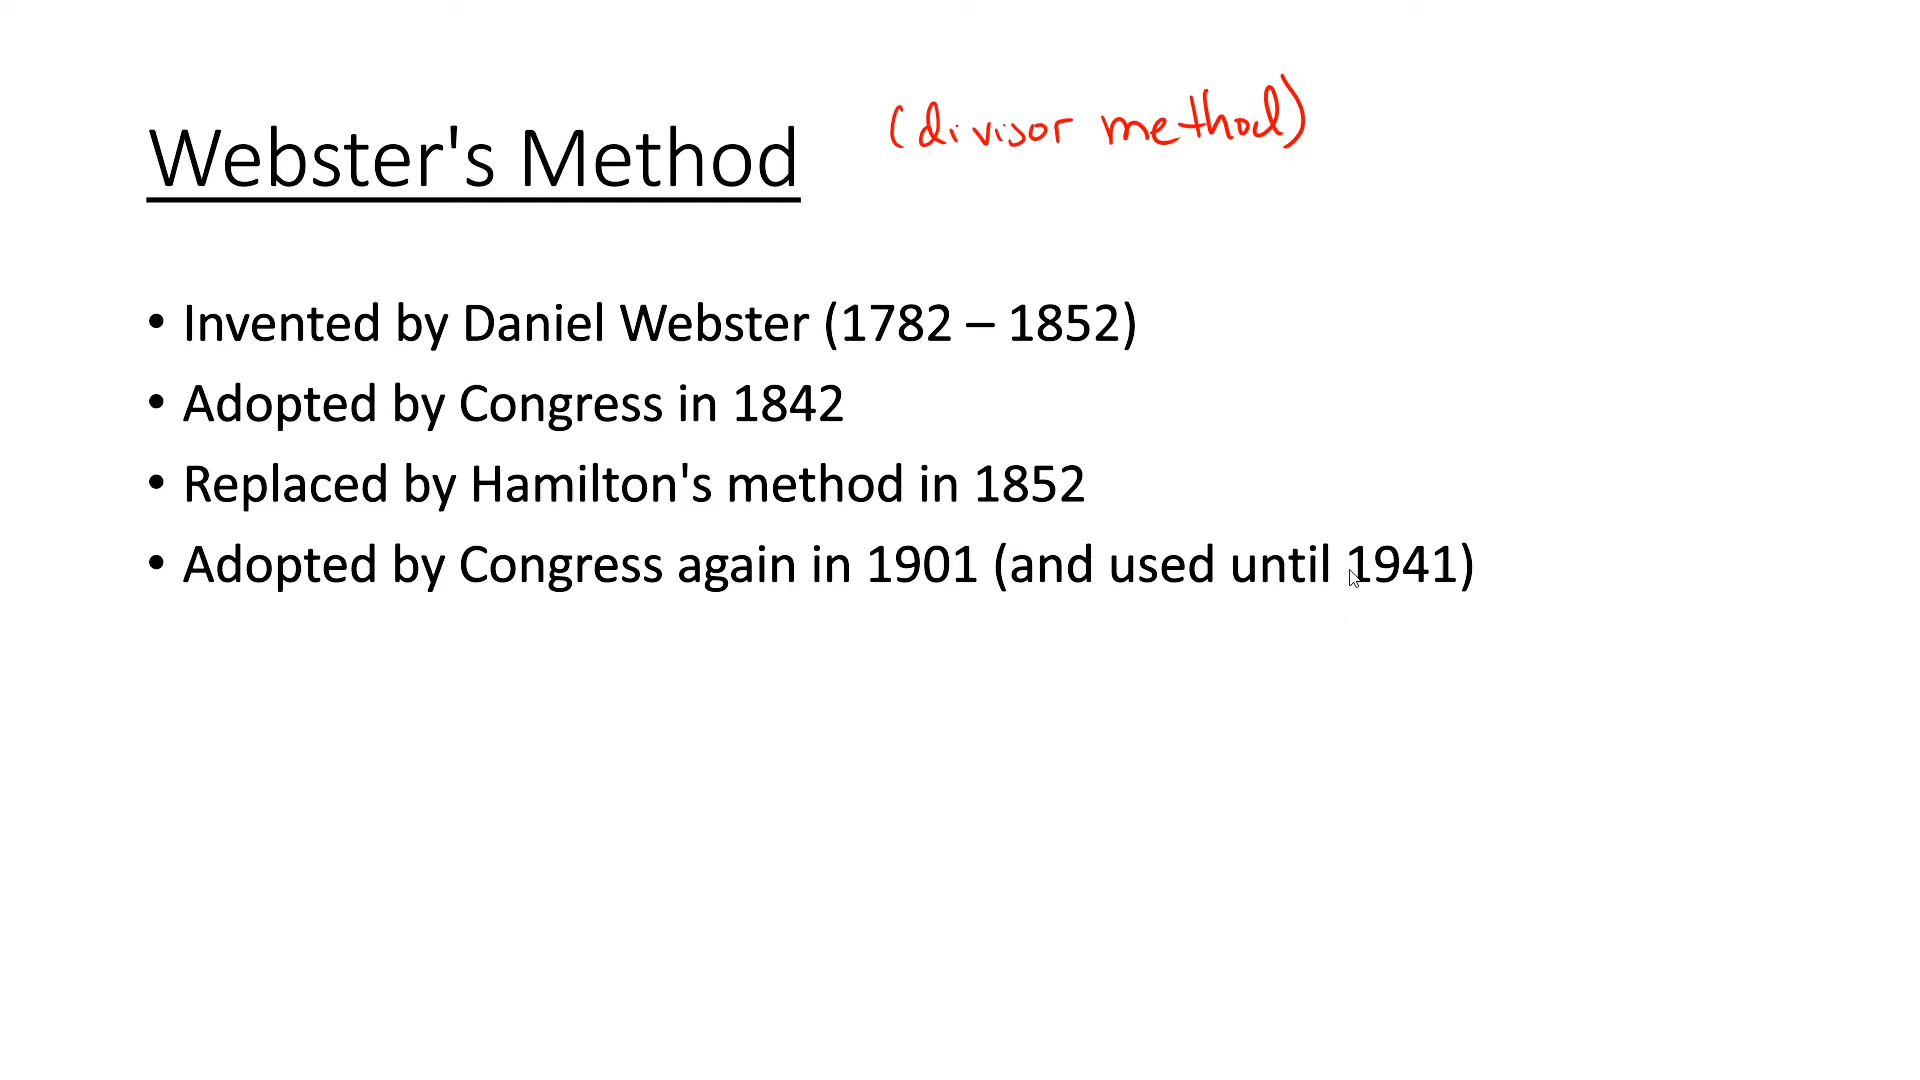 Webster's Method (divisor method)
• Invented by Daniel Webster (1782 – 1852)
• Adopted by Congress in 1842
• Replaced by Hamilton's method in 1852
• Adopted by Congress again in 1901 (and used until 1941)